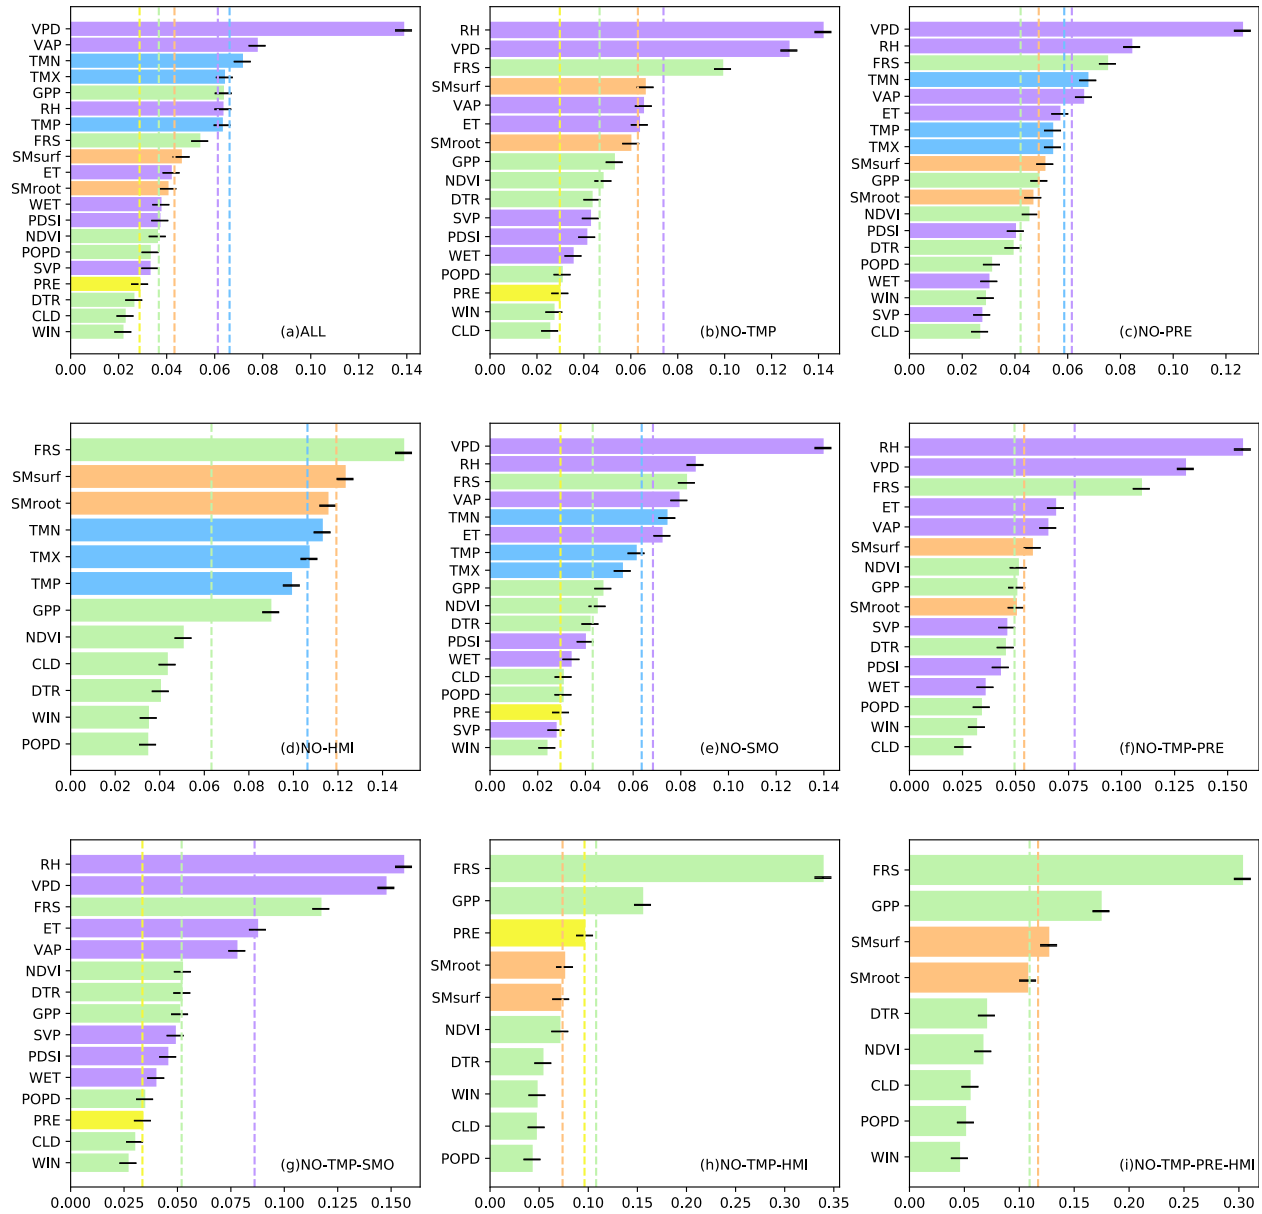 VPD
VAP
TMN
TMX
GPP
RH
TMP
FRS
SMsurf
ET
SMroot
WET
PDSI
NDVI
POPD
SVP
PRE
DTR
CLD
WIN
(a)ALL
0.00 0.02 0.04 0.06 0.08 0.10 0.12 0.14
RH
VPD
FRS
SMsurf
VAP
ET
SMroot
GPP
NDVI
DTR
SVP
PDSI
WET
POPD
PRE
WIN
CLD
(b)NO-TMP
0.00 0.02 0.04 0.06 0.08 0.10 0.12 0.14
VPD
RH
FRS
TMN
VAP
ET
TMP
TMX
SMsurf
GPP
SMroot
NDVI
PDSI
DTR
POPD
WET
WIN
SVP
CLD
(c)NO-PRE
0.00 0.02 0.04 0.06 0.08 0.10 0.12
FRS
SMsurf
SMroot
TMN
TMX
TMP
GPP
NDVI
CLD
DTR
WIN
POPD
(d)NO-HMI
0.00 0.02 0.04 0.06 0.08 0.10 0.12 0.14
VPD
RH
FRS
VAP
TMN
ET
TMP
TMX
GPP
NDVI
DTR
PDSI
WET
CLD
POPD
PRE
SVP
WIN
(e)NO-SMO
0.00 0.02 0.04 0.06 0.08 0.10 0.12 0.14
RH
VPD
FRS
ET
VAP
SMsurf
NDVI
GPP
SMroot
SVP
DTR
PDSI
WET
POPD
WIN
CLD
(f)NO-TMP-PRE
0.000 0.025 0.050 0.075 0.100 0.125 0.150
RH
VPD
FRS
ET
VAP
NDVI
DTR
GPP
SVP
PDSI
WET
POPD
PRE
CLD
WIN
(g)NO-TMP-SMO
0.000 0.025 0.050 0.075 0.100 0.125 0.150
FRS
GPP
PRE
SMroot
SMsurf
NDVI
DTR
WIN
CLD
POPD
(h)NO-TMP-HMI
0.00 0.05 0.10 0.15 0.20 0.25 0.30 0.35
FRS
GPP
SMsurf
SMroot
DTR
NDVI
CLD
POPD
WIN
(i)NO-TMP-PRE-HMI
0.00 0.05 0.10 0.15 0.20 0.25 0.30